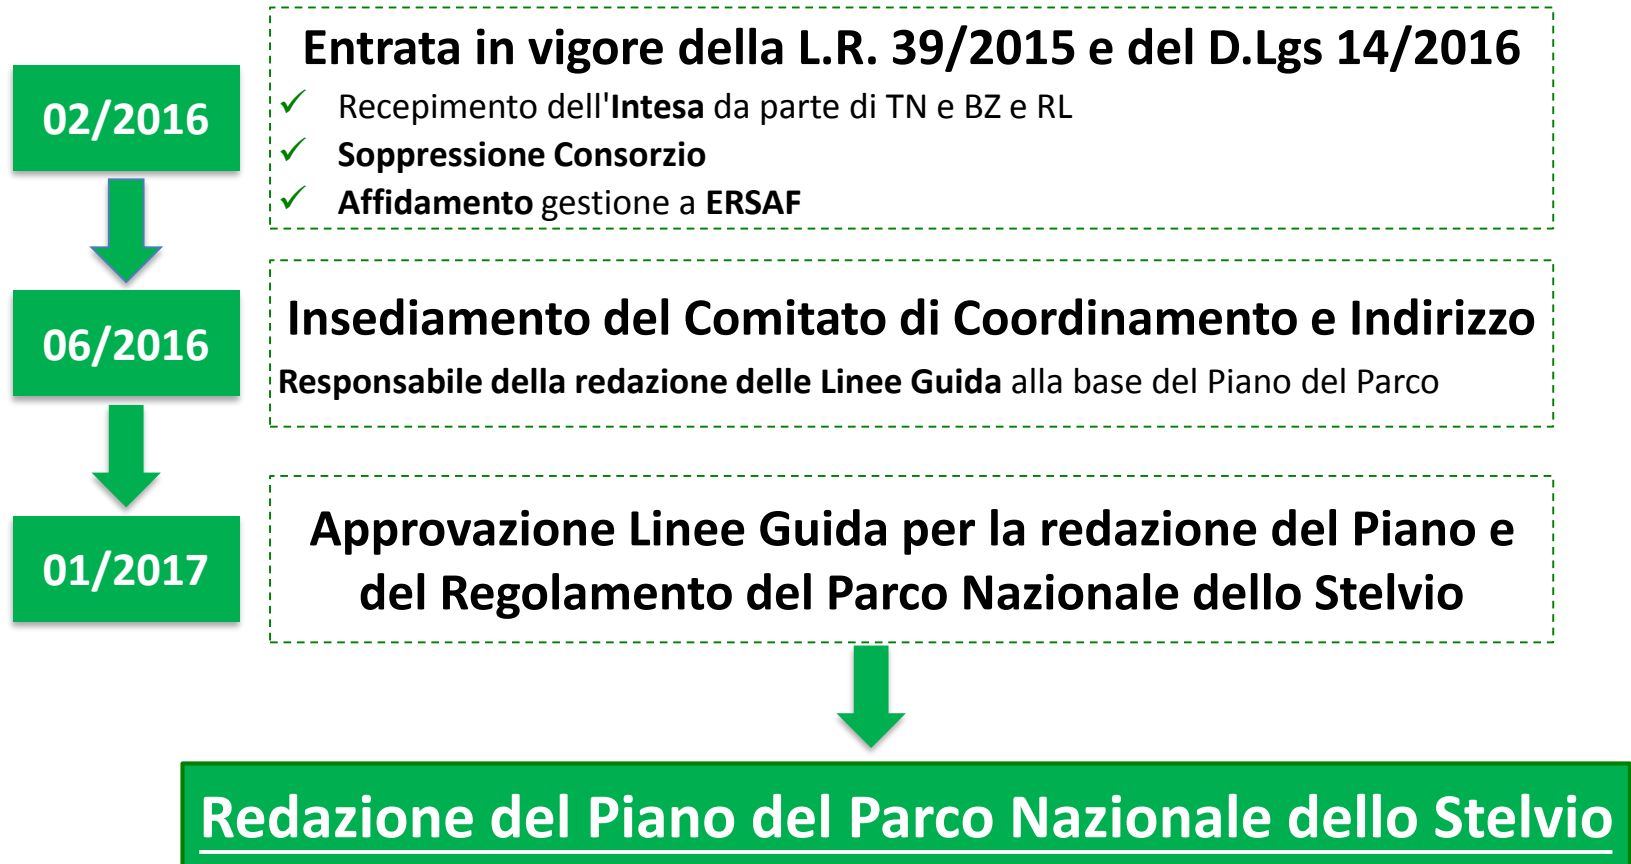 02/2016
Entrata in vigore della L.R. 39/2015 e del D.Lgs 14/2016
✓ Recepimento dell'Intesa da parte di TN e BZ e RL
✓ Soppressione Consorzio
✓ Affidamento gestione a ERSAF
06/2016
Insediamento del Comitato di Coordinamento e Indirizzo
Responsabile della redazione delle Linee Guida alla base del Piano del Parco
01/2017
Approvazione Linee Guida per la redazione del Piano e
del Regolamento del Parco Nazionale dello Stelvio
Redazione del Piano del Parco Nazionale dello Stelvio